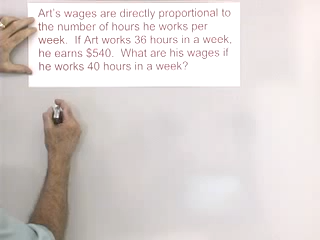 Art's wages are directly proportional to
the number of hours he works per
week.  If Art works 36 hours in a week,
he earns $540.  What are his wages if
he works 40 hours in a week?